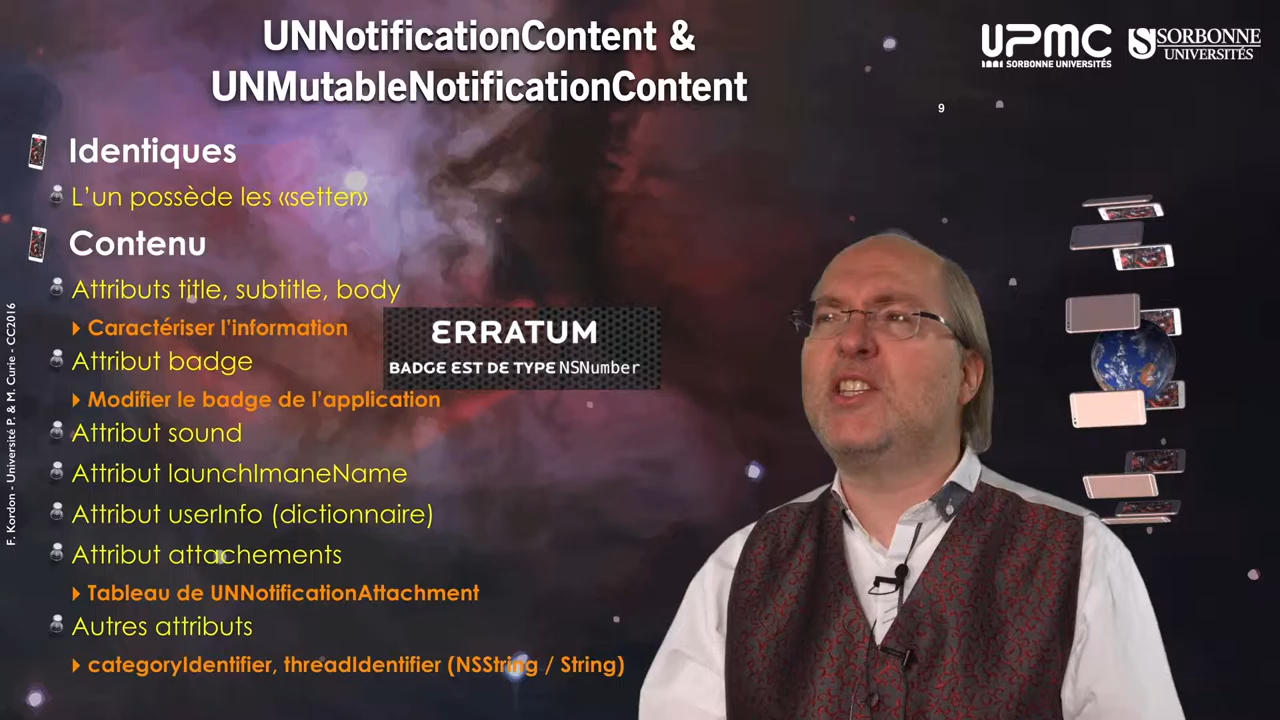 UNNotificationContent &
UNMutableNotificationContent
UPMC
SORBONNE UNIVERSITÉS
SORBONNE
UNIVERSITÉS
9
Identiques
L'un possède les «setter»
Contenu
Attributs title, subtitle, body
Caractériser l'information
Attribut badge
Modifier le badge de l'application
ERRATUM
BADGE EST DE TYPE NSNumber
Attribut sound
Attribut launchImaneName
Attribut userInfo (dictionnaire)
Attribut attachements
Tableau de UNNotificationAttachment
Autres attributs
categoryIdentifier, threadIdentifier (NSString / String)
F. Kordon - Université P. & M. Curie - CC2016